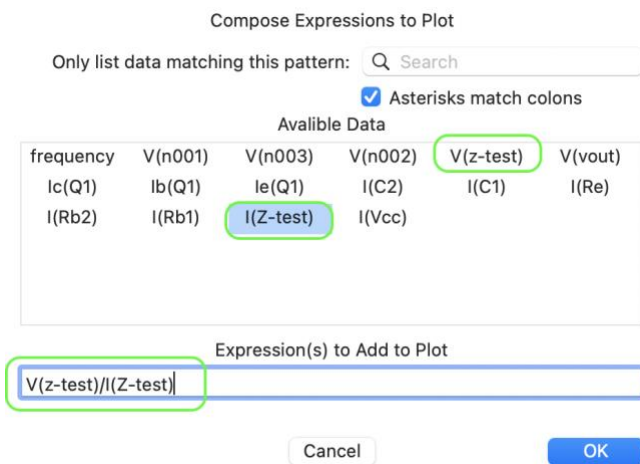 Compose Expressions to Plot
Only list data matching this pattern: Search
Asterisks match colons
Avalible Data
frequency V(n001) V(n003) V(n002) V(z-test) V(vout)
Ic(Q1) Ib(Q1) Ie(Q1) I(C2) I(C1) I(Re)
I(Rb2) I(Rb1) I(Z-test) I(Vcc)
Expression(s) to Add to Plot
V(z-test)/I(Z-test)
Cancel OK